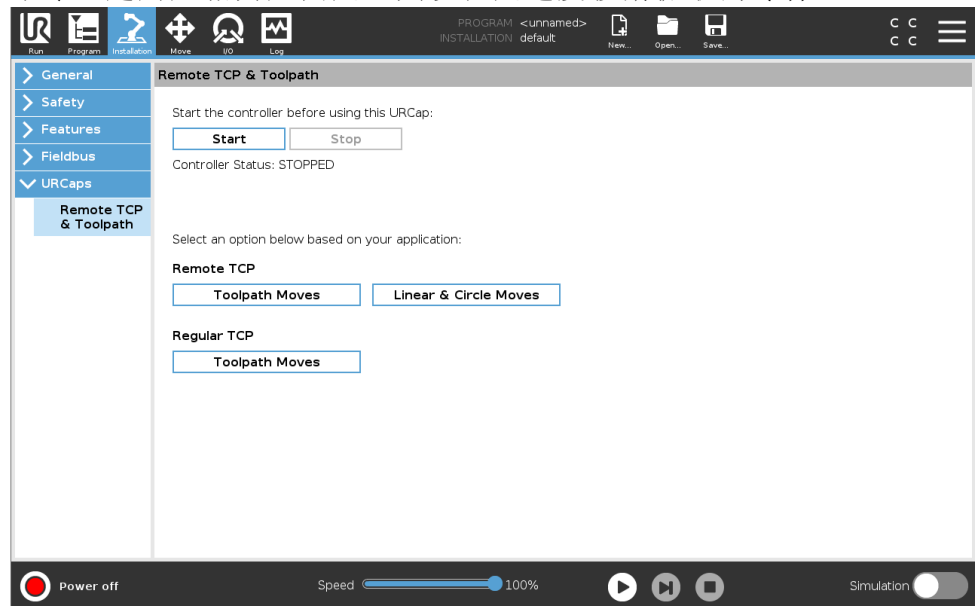 PROGRAM <unnamed>
INSTALLATION default
UR
Run Program Installation Move I/O Log New... Open... Save...
C C
C C
General
Safety
Features
Fieldbus
URCaps
Remote TCP
& Toolpath
Remote TCP & Toolpath
Start the controller before using this URCap:
Start Stop
Controller Status: STOPPED
Select an option below based on your application:
Remote TCP
Toolpath Moves Linear & Circle Moves
Regular TCP
Toolpath Moves
Power off Speed 100% Simulation